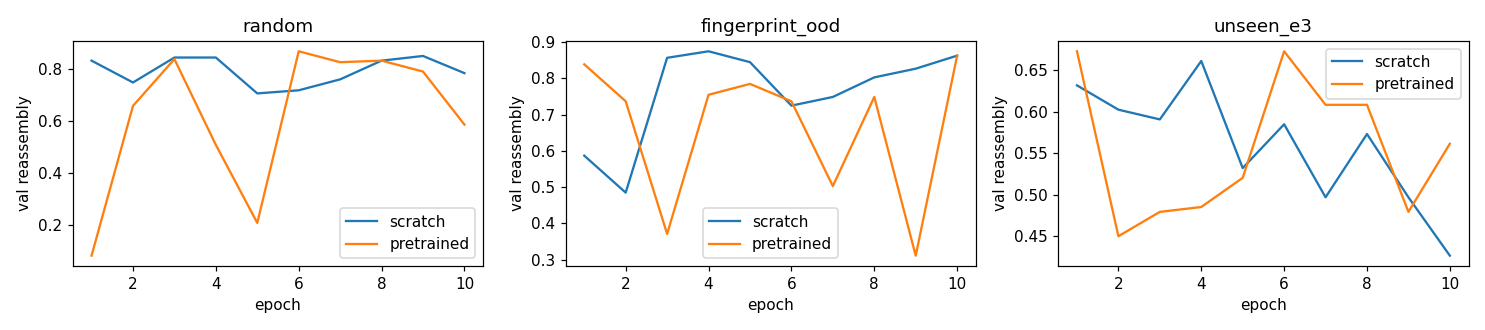 random
val reassembly
0.8
0.6
0.4
0.2
2 4 6 8 10
epoch
scratch
pretrained
fingerprint_ood
val reassembly
0.9
0.8
0.7
0.6
0.5
0.4
0.3
2 4 6 8 10
epoch
scratch
pretrained
unseen_e3
val reassembly
0.65
0.60
0.55
0.50
0.45
2 4 6 8 10
epoch
scratch
pretrained